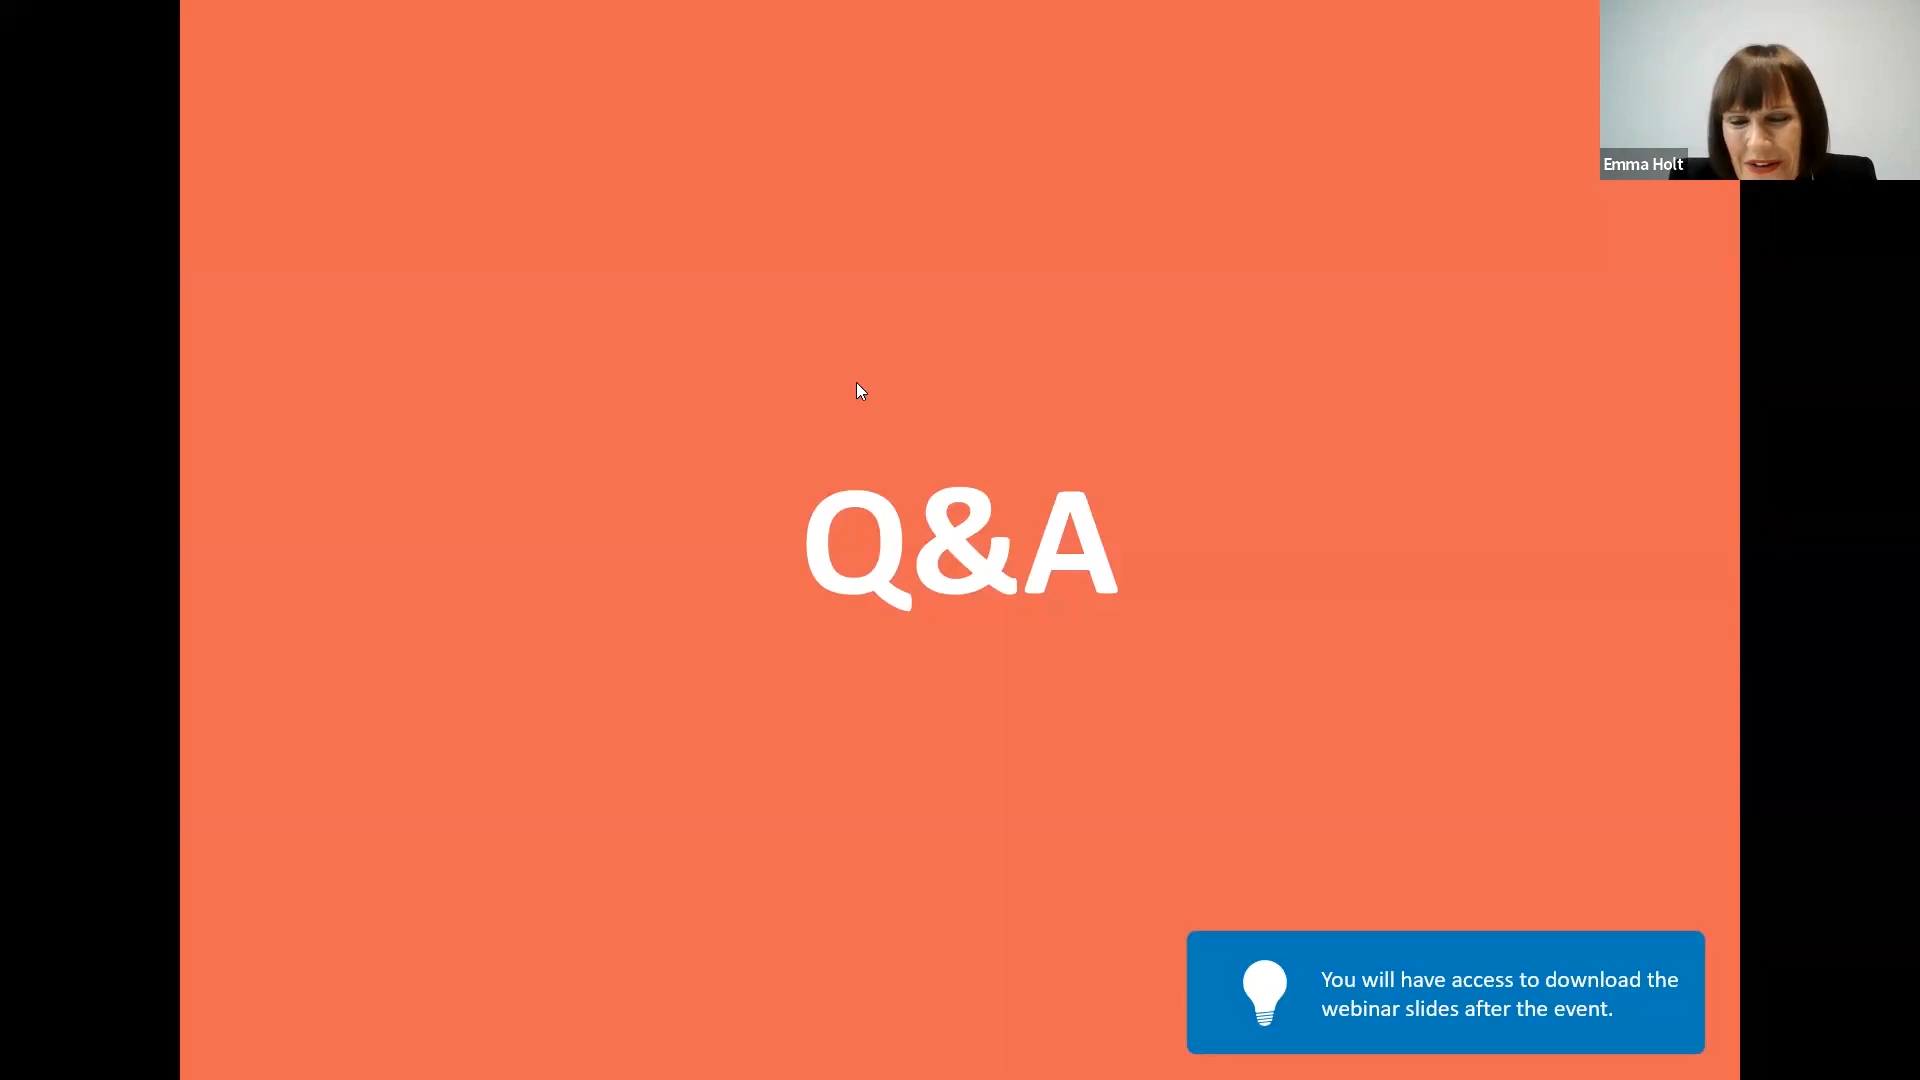 Emma Holt
Q&A
You will have access to download the
webinar slides after the event.